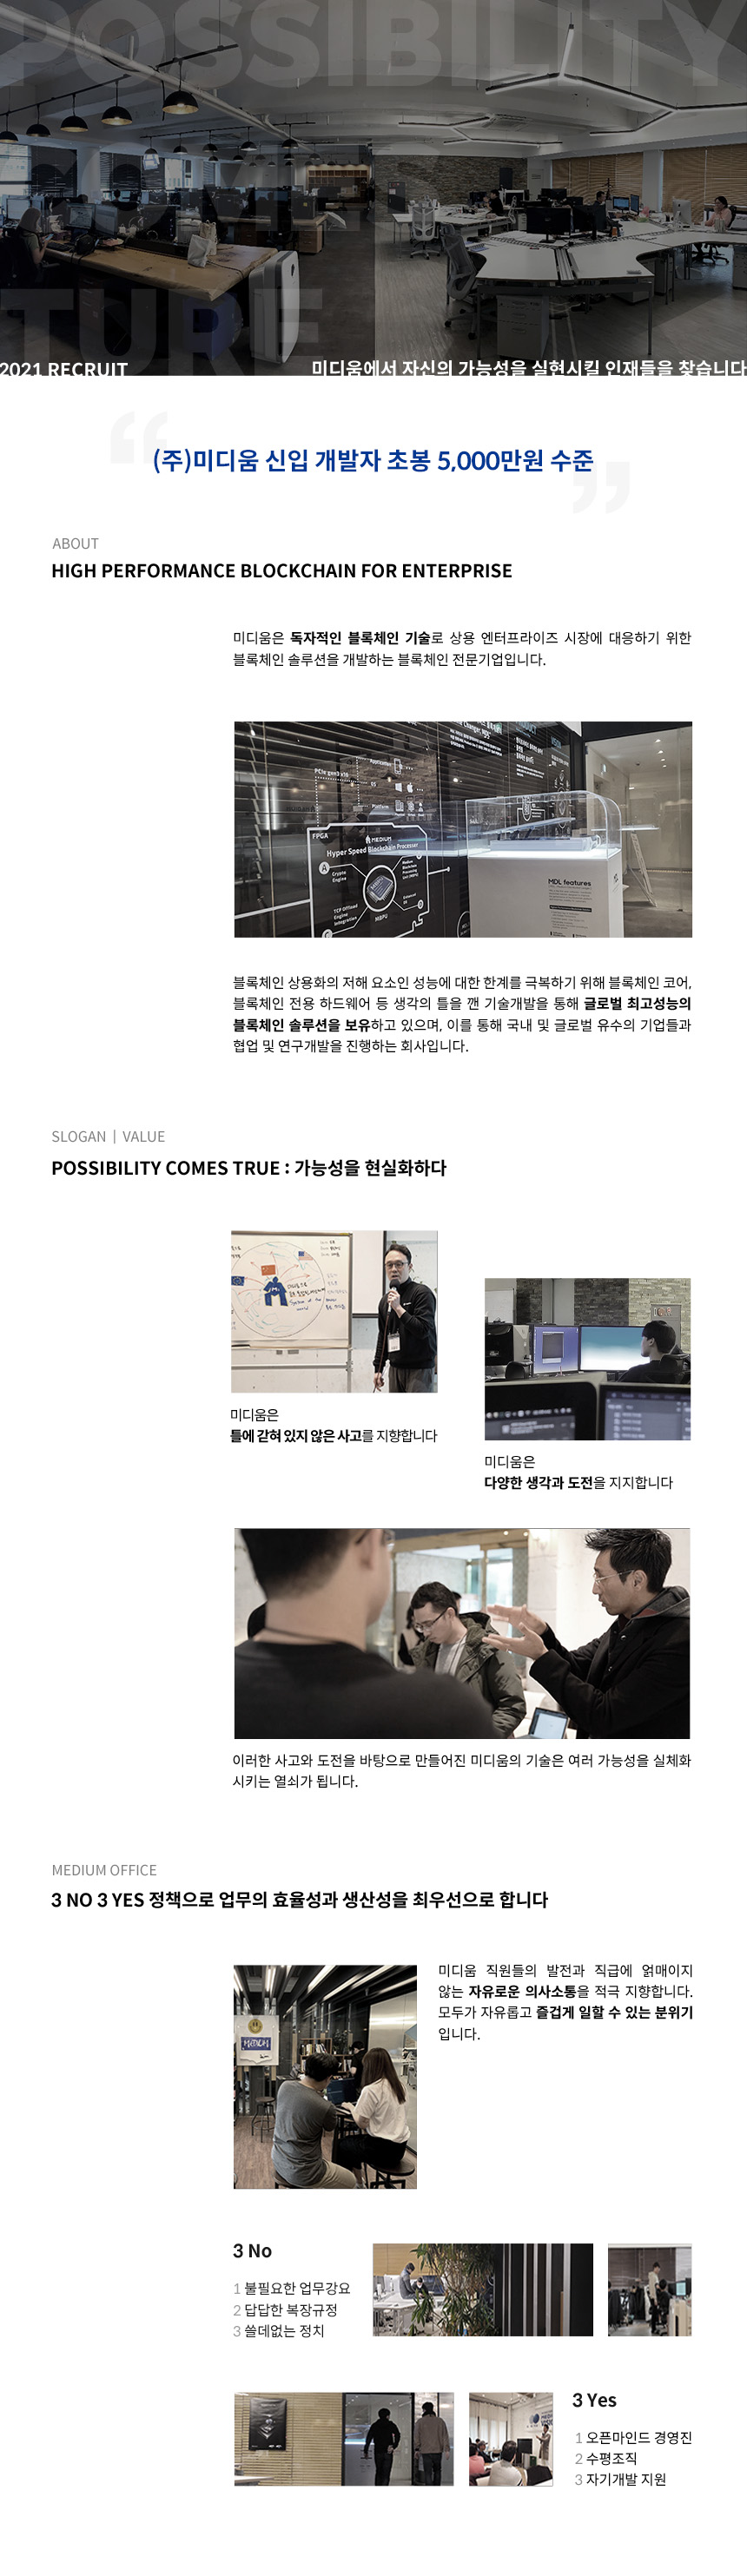 POSSIBILITY
COMES
TURE
2021 RECRUIT
미디움에서 자신의 가능성을 실현시킬 인재들을 찾습니다
(주)미디움 신입 개발자 초봉 5,000만원 수준
ABOUT
HIGH PERFORMANCE BLOCKCHAIN FOR ENTERPRISE
미디움은 독자적인 블록체인 기술로 상용 엔터프라이즈 시장에 대응하기 위한
블록체인 솔루션을 개발하는 블록체인 전문기업입니다.
PCIe gen3 x16
Application
OS
Platform
FPGA
MEDIUM
Hyper Speed Blockchain Processer
Crypto
Engine
TCP Offload
Engine
Integration
MBPU
MDL features
블록체인 상용화의 저해 요소인 성능에 대한 한계를 극복하기 위해 블록체인 코어,
블록체인 전용 하드웨어 등 생각의 틀을 깬 기술개발을 통해 글로벌 최고성능의
블록체인 솔루션을 보유하고 있으며, 이를 통해 국내 및 글로벌 유수의 기업들과
협업 및 연구개발을 진행하는 회사입니다.
SLOGAN | VALUE
POSSIBILITY COMES TRUE : 가능성을 현실화하다
미디움은
틀에 갇혀 있지 않은 사고를 지향합니다
미디움은
다양한 생각과 도전을 지지합니다
이러한 사고와 도전을 바탕으로 만들어진 미디움의 기술은 여러 가능성을 실체화
시키는 열쇠가 됩니다.
MEDIUM OFFICE
3 NO 3 YES 정책으로 업무의 효율성과 생산성을 최우선으로 합니다
미디움 직원들의 발전과 직급에 얽매이지
않는 자유로운 의사소통을 적극 지향합니다.
모두가 자유롭고 즐겁게 일할 수 있는 분위기
입니다.
3 No
1 불필요한 업무강요
2 답답한 복장규정
3 쓸데없는 정치
3 Yes
1 오픈마인드 경영진
2 수평조직
3 자기개발 지원